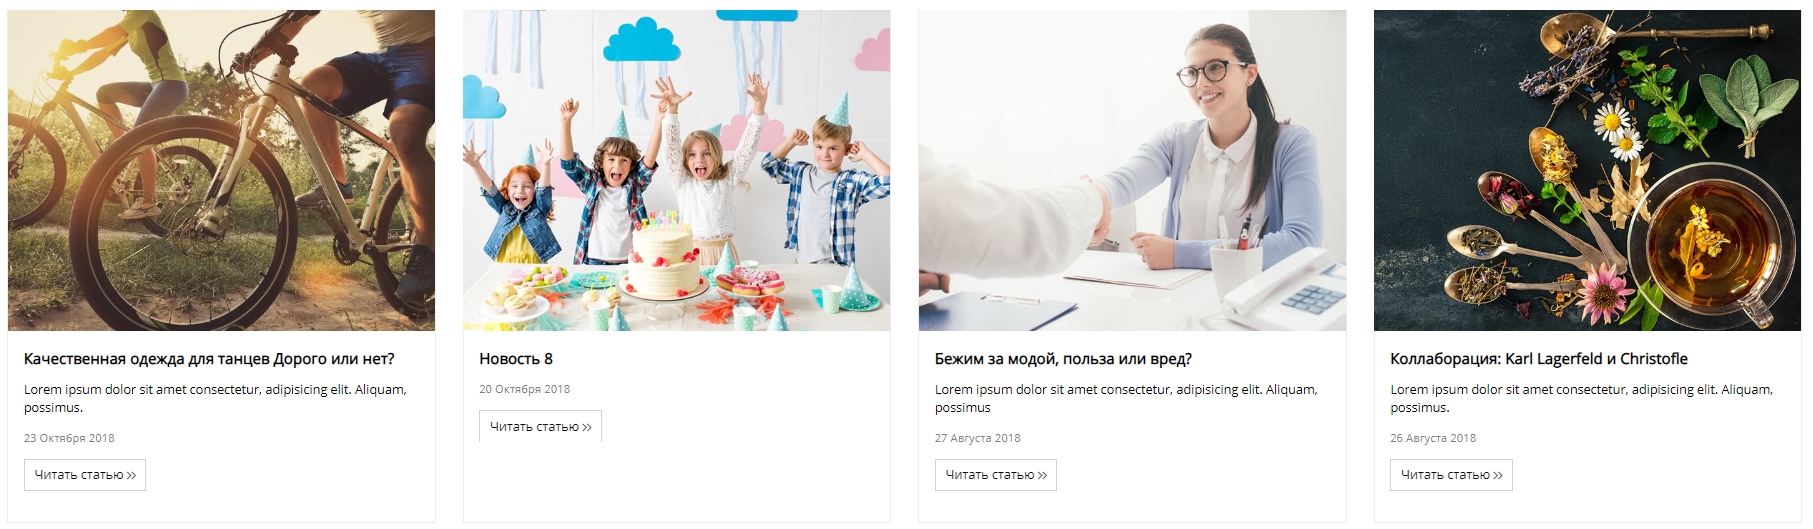 Качественная одежда для танцев Дорого или нет?
Lorem ipsum dolor sit amet consectetur, adipisicing elit. Aliquam,
possimus.
23 Октября 2018
Читать статью »
Новость 8
20 Октября 2018
Читать статью »
Бежим за модой, польза или вред?
Lorem ipsum dolor sit amet consectetur, adipisicing elit. Aliquam,
possimus
27 Августа 2018
Читать статью »
Коллаборация: Karl Lagerfeld и Christofle
Lorem ipsum dolor sit amet consectetur, adipisicing elit. Aliquam,
possimus.
26 Августа 2018
Читать статью »